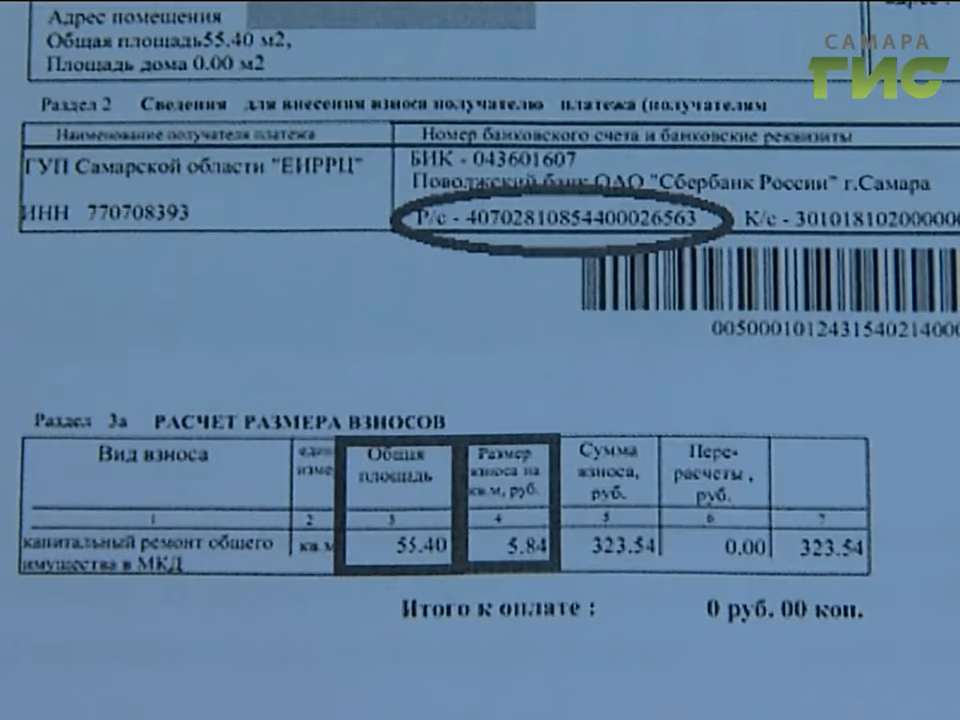 Адрес помещения
Общая площадь55.40 м2,
Площадь дома 0.00 м2
САМАРА
ГИС
Раздел 2 Сведения для внесения взноса получателю платежа (получателям
Наименование получателя платежа
Номер банковского счета и банковские реквизиты
ГУП Самарской области "ЕИРРЦ"
БИК - 043601607
Поволжский банк ОАО "Сбербанк России" г.Самара
ИНН 770708393
Р/с - 40702810854400026563 К/с - 3010181020000000
005000101243154021400
Раздел 3а РАСЧЕТ РАЗМЕРА ВЗНОСОВ
Вид взноса
Общая площадь
Размер взноса на кв.м, руб.
Сумма взноса, руб.
Пере-расчеты, руб.
1 2 3 4 5 6 7
капитальный ремонт общего имущества в МКД
кв.м 55.40 5.84 323.54 0.00 323.54
Итого к оплате : 0 руб. 00 коп.